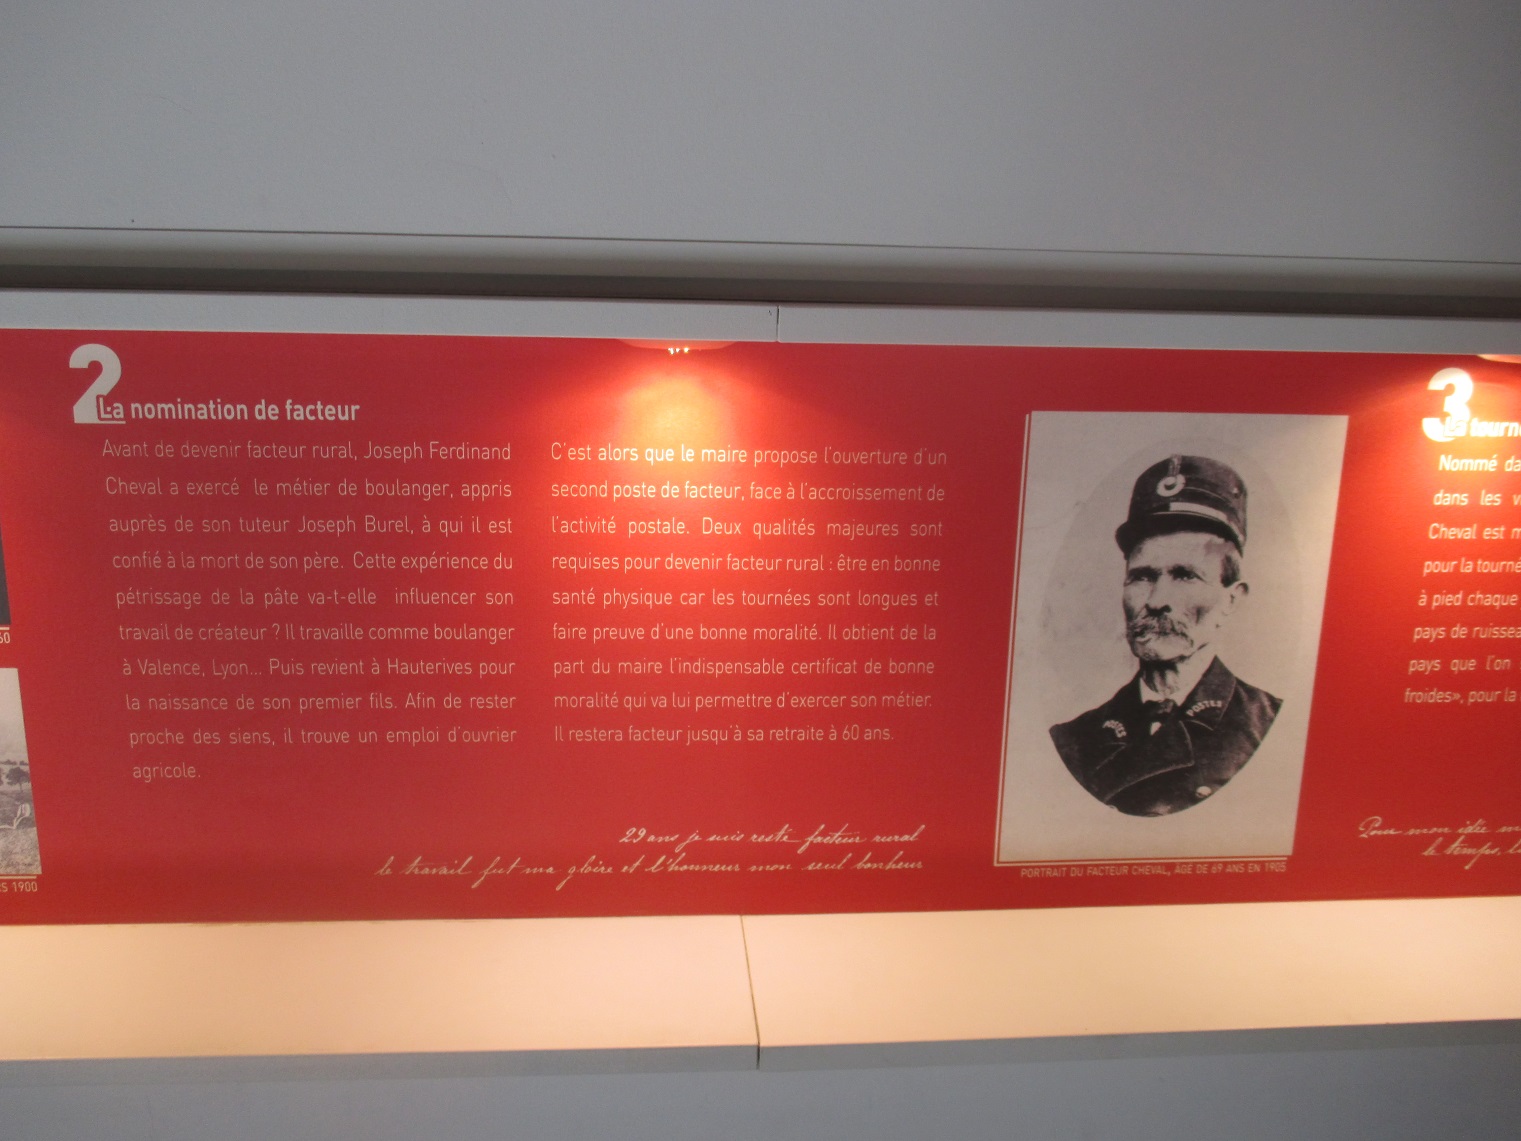 2
La nomination de facteur
Avant de devenir facteur rural, Joseph Ferdinand
Cheval a exercé le métier de boulanger, appris
auprès de son tuteur Joseph Burel, à qui il est
confié à la mort de son père. Cette expérience du
pétrissage de la pâte va-t-elle influencer son
travail de créateur ? Il travaille comme boulanger
à Valence, Lyon... Puis revient à Hauterives pour
la naissance de son premier fils. Afin de rester
proche des siens, il trouve un emploi d'ouvrier
agricole.
C'est alors que le maire propose l'ouverture d'un
second poste de facteur, face à l'accroissement de
l'activité postale. Deux qualités majeures sont
requises pour devenir facteur rural : être en bonne
santé physique car les tournées sont longues et
faire preuve d'une bonne moralité. Il obtient de la
part du maire l'indispensable certificat de bonne
moralité qui va lui permettre d'exercer son métier.
Il restera facteur jusqu'à sa retraite à 60 ans.
29 ans je suis resté facteur rural
le travail fut ma gloire et l'honneur mon seul bonheur
POSTES
POSTES
PORTRAIT DU FACTEUR CHEVAL, ÂGÉ DE 69 ANS EN 1905
60
RS 1900
3
La tourn
Nommé da
dans les v
Cheval est m
pour la tourne
à pied chaque
pays de ruissea
pays que l'on
froides», pour la
Pour mon idée m
le temps, l